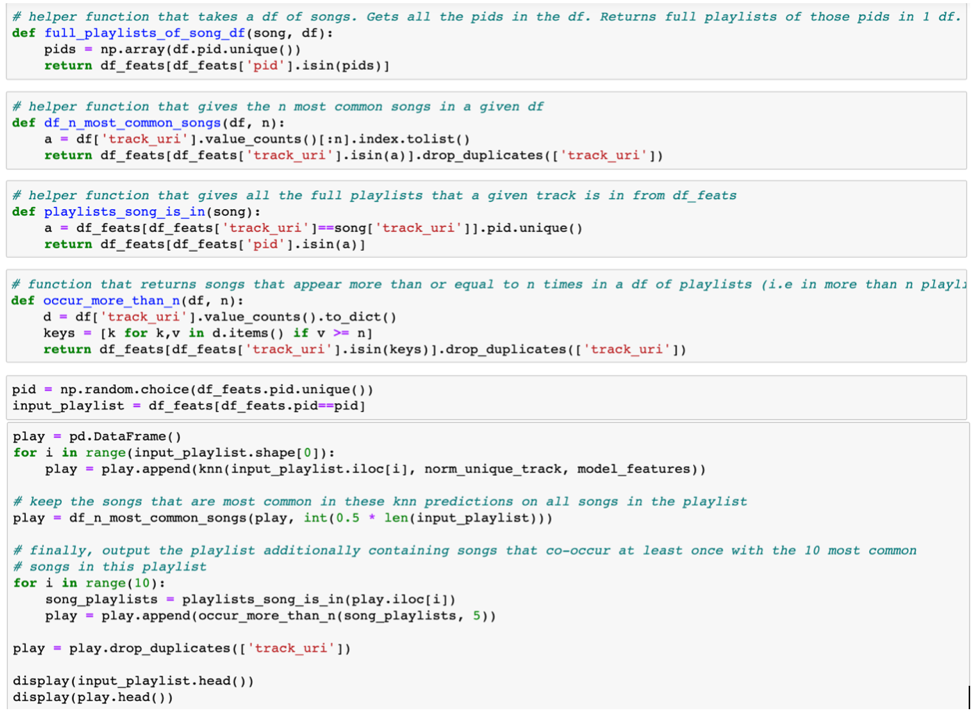 # helper function that takes a df of songs. Gets all the pids in the df. Returns full playlists of those pids in 1 df.
def full_playlists_of_song_df(song, df):
    pids = np.array(df.pid.unique())
    return df_feats[df_feats['pid'].isin(pids)]
# helper function that gives the n most common songs in a given df
def df_n_most_common_songs(df, n):
    a = df['track_uri'].value_counts()[:n].index.tolist()
    return df_feats[df_feats['track_uri'].isin(a)].drop_duplicates(['track_uri'])
# helper function that gives all the full playlists that a given track is in from df_feats
def playlists_song_is_in(song):
    a = df_feats[df_feats['track_uri']==song['track_uri']].pid.unique()
    return df_feats[df_feats['pid'].isin(a)]
# function that returns songs that appear more than or equal to n times in a df of playlists (i.e in more than n playli
def occur_more_than_n(df, n):
    d = df['track_uri'].value_counts().to_dict()
    keys = [k for k,v in d.items() if v >= n]
    return df_feats[df_feats['track_uri'].isin(keys)].drop_duplicates(['track_uri'])
pid = np.random.choice(df_feats.pid.unique())
input_playlist = df_feats[df_feats.pid==pid]
play = pd.DataFrame()
for i in range(input_playlist.shape[0]):
    play = play.append(knn(input_playlist.iloc[i], norm_unique_track, model_features))
# keep the songs that are most common in these knn predictions on all songs in the playlist
play = df_n_most_common_songs(play, int(0.5 * len(input_playlist)))
# finally, output the playlist additionally containing songs that co-occur at least once with the 10 most common
# songs in this playlist
for i in range(10):
    song_playlists = playlists_song_is_in(play.iloc[i])
    play = play.append(occur_more_than_n(song_playlists, 5))
play = play.drop_duplicates(['track_uri'])
display(input_playlist.head())
display(play.head())